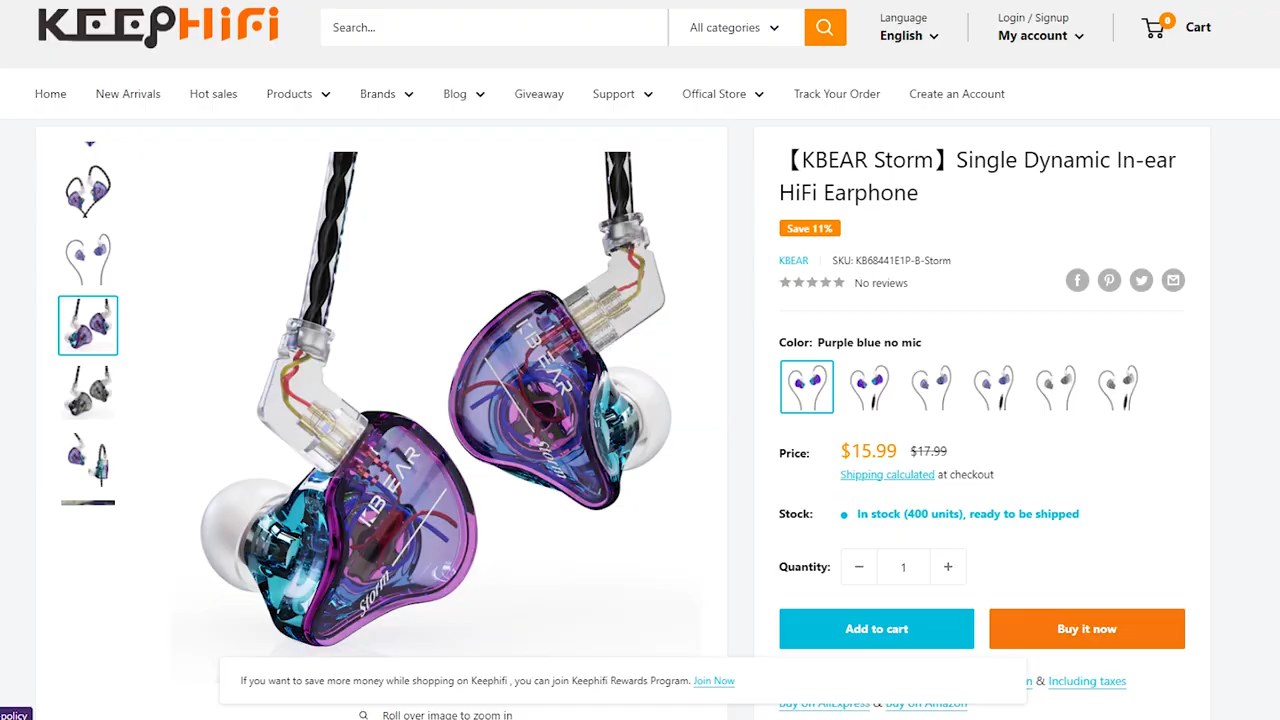 KEEPHIFI
Search...
All categories
Language
English
Login / Signup
My account
0
Cart
Home
New Arrivals
Hot sales
Products
Brands
Blog
Giveaway
Support
Offical Store
Track Your Order
Create an Account
KBEAR
Storm
KBEAR
Storm
【KBEAR Storm】Single Dynamic In-ear
HiFi Earphone
Save 11%
KBEAR
SKU: KB68441E1P-B-Storm
No reviews
Color: Purple blue no mic
Price:
$15.99
$17.99
Shipping calculated at checkout
Stock:
In stock (400 units), ready to be shipped
Quantity:
1
Add to cart
Buy it now
If you want to save more money while shopping on Keephifi , you can join Keephifi Rewards Program. Join Now
& Including taxes
buy on AliExpress & buy on Amazon
Roll over image to zoom in
policy